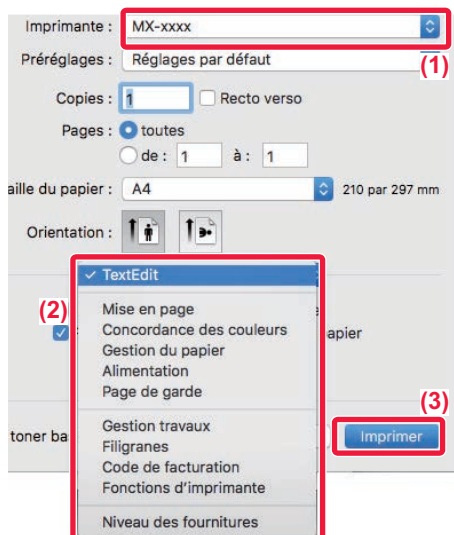 Imprimante : MX-xxxx
(1)
Préréglages : Réglages par défaut
Copies : 1 Recto verso
Pages : toutes
de : 1 à : 1
aille du papier : A4 210 par 297 mm
Orientation :
✓ TextEdit
(2)
Mise en page
Concordance des couleurs
apier
Gestion du papier
Alimentation
Page de garde
(3)
Gestion travaux
toner ba
Imprimer
Filigranes
Code de facturation
Fonctions d'imprimante
Niveau des fournitures